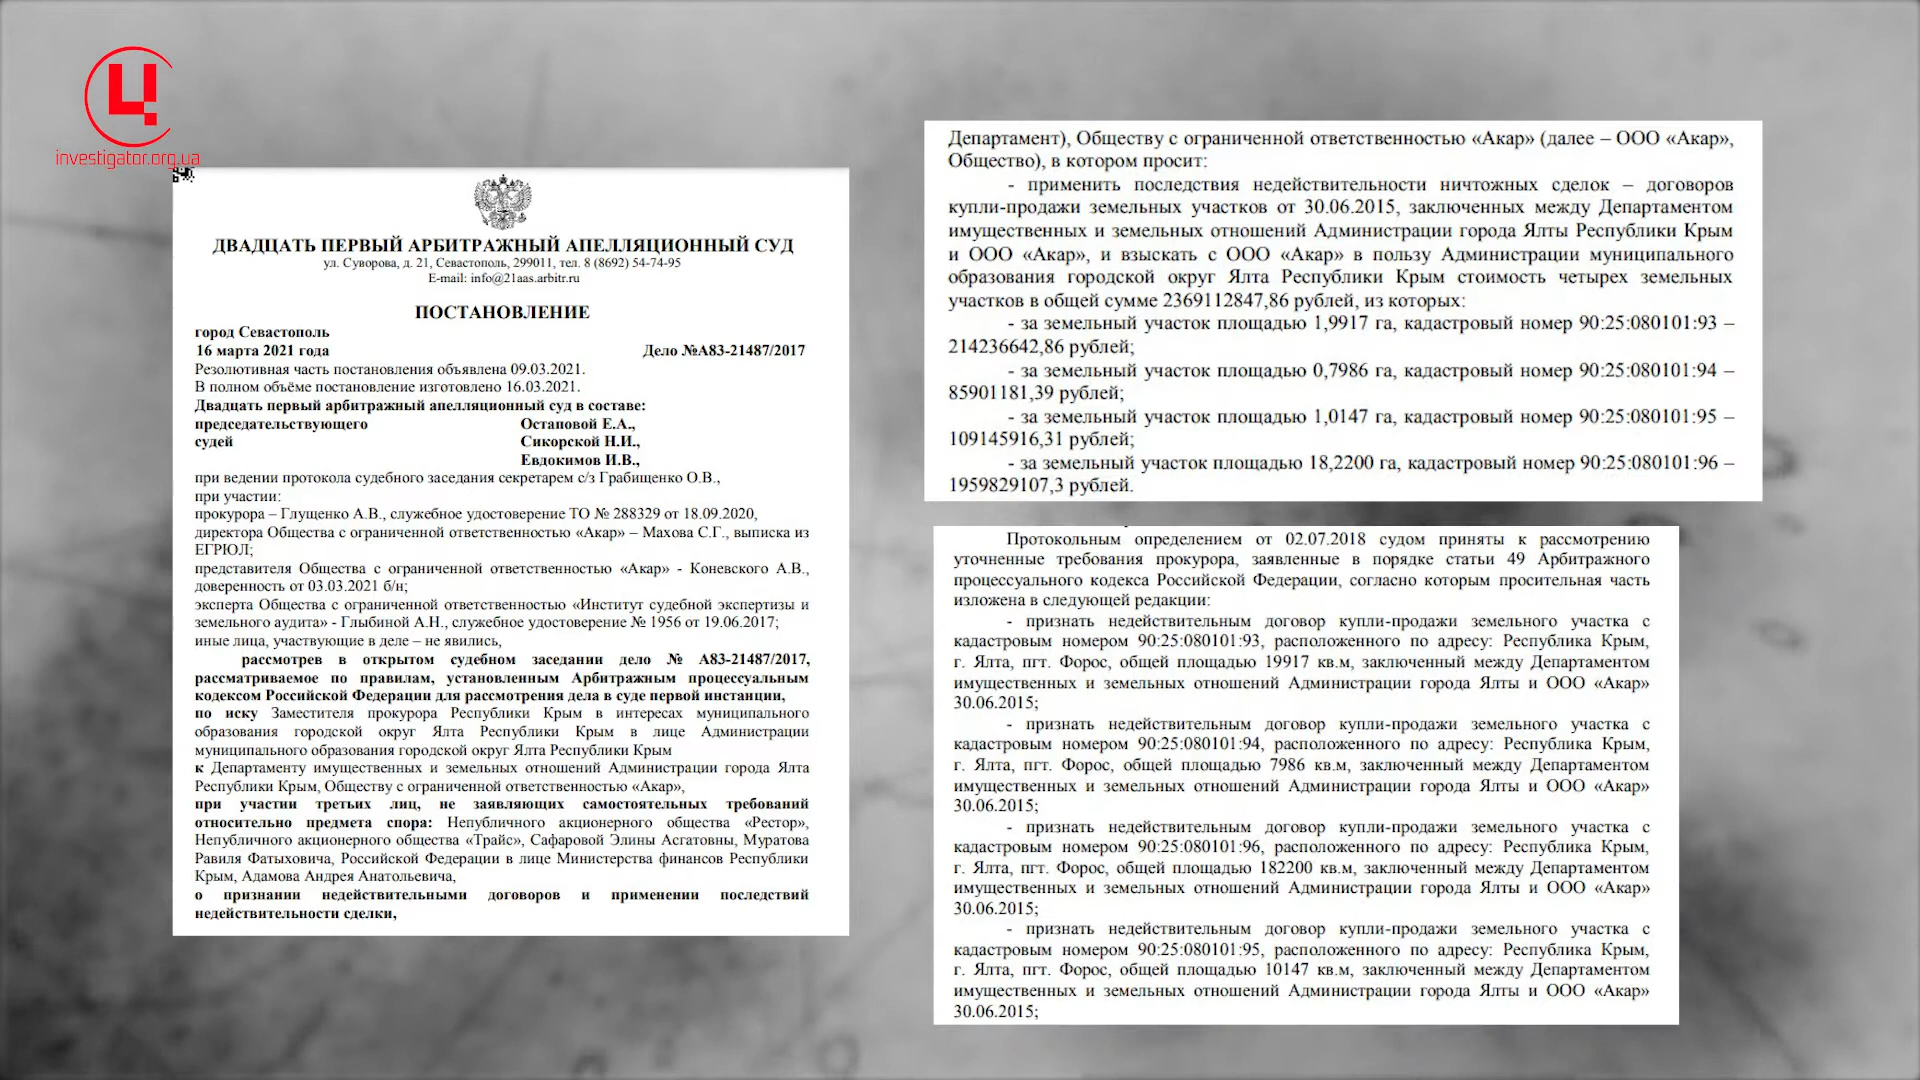 Ц
investigator.org.ua
ДВАДЦАТЬ ПЕРВЫЙ АРБИТРАЖНЫЙ АПЕЛЛЯЦИОННЫЙ СУД
ул. Суворова, д. 21, Севастополь, 299011, тел. 8 (8692) 54-74-95
E-mail: info@21aas.arbitr.ru
ПОСТАНОВЛЕНИЕ
город Севастополь
16 марта 2021 года Дело №А83-21487/2017
Резолютивная часть постановления объявлена 09.03.2021.
В полном объёме постановление изготовлено 16.03.2021.
Двадцать первый арбитражный апелляционный суд в составе:
председательствующего Остаповой Е.А.,
судей Сикорской Н.И.,
Евдокимов И.В.,
при ведении протокола судебного заседания секретарем с/з Грабищенко О.В.,
при участии:
прокурора – Глущенко А.В., служебное удостоверение ТО № 288329 от 18.09.2020,
директора Общества с ограниченной ответственностью «Акар» – Махова С.Г., выписка из
ЕГРЮЛ;
представителя Общества с ограниченной ответственностью «Акар» - Коневского А.В.,
доверенность от 03.03.2021 б/н;
эксперта Общества с ограниченной ответственностью «Институт судебной экспертизы и
земельного аудита» - Глыбиной А.Н., служебное удостоверение № 1956 от 19.06.2017;
иные лица, участвующие в деле – не явились,
рассмотрев в открытом судебном заседании дело № А83-21487/2017,
рассматриваемое по правилам, установленным Арбитражным процессуальным
кодексом Российской Федерации для рассмотрения дела в суде первой инстанции,
по иску Заместителя прокурора Республики Крым в интересах муниципального
образования городской округ Ялта Республики Крым в лице Администрации
муниципального образования городской округ Ялта Республики Крым
к Департаменту имущественных и земельных отношений Администрации города Ялта
Республики Крым, Обществу с ограниченной ответственностью «Акар»,
при участии третьих лиц, не заявляющих самостоятельных требований
относительно предмета спора: Непубличного акционерного общества «Рестор»,
Непубличного акционерного общества «Трайс», Сафаровой Элины Асгатовны, Муратова
Равиля Фатыховича, Российской Федерации в лице Министерства финансов Республики
Крым, Адамова Андрея Анатольевича,
о признании недействительными договоров и применении последствий
недействительности сделки,
Департамент), Обществу с ограниченной ответственностью «Акар» (далее – ООО «Акар»,
Общество), в котором просит:
- применить последствия недействительности ничтожных сделок – договоров
купли-продажи земельных участков от 30.06.2015, заключенных между Департаментом
имущественных и земельных отношений Администрации города Ялты Республики Крым
и ООО «Акар», и взыскать с ООО «Акар» в пользу Администрации муниципального
образования городской округ Ялта Республики Крым стоимость четырех земельных
участков в общей сумме 2369112847,86 рублей, из которых:
- за земельный участок площадью 1,9917 га, кадастровый номер 90:25:080101:93 –
214236642,86 рублей;
- за земельный участок площадью 0,7986 га, кадастровый номер 90:25:080101:94 –
85901181,39 рублей;
- за земельный участок площадью 1,0147 га, кадастровый номер 90:25:080101:95 –
109145916,31 рублей;
- за земельный участок площадью 18,2200 га, кадастровый номер 90:25:080101:96 –
1959829107,3 рублей.
Протокольным определением от 02.07.2018 судом приняты к рассмотрению
уточненные требования прокурора, заявленные в порядке статьи 49 Арбитражного
процессуального кодекса Российской Федерации, согласно которым просительная часть
изложена в следующей редакции:
- признать недействительным договор купли-продажи земельного участка с
кадастровым номером 90:25:080101:93, расположенного по адресу: Республика Крым,
г. Ялта, пгт. Форос, общей площадью 19917 кв.м, заключенный между Департаментом
имущественных и земельных отношений Администрации города Ялты и ООО «Акар»
30.06.2015;
- признать недействительным договор купли-продажи земельного участка с
кадастровым номером 90:25:080101:94, расположенного по адресу: Республика Крым,
г. Ялта, пгт. Форос, общей площадью 7986 кв.м, заключенный между Департаментом
имущественных и земельных отношений Администрации города Ялты и ООО «Акар»
30.06.2015;
- признать недействительным договор купли-продажи земельного участка с
кадастровым номером 90:25:080101:96, расположенного по адресу: Республика Крым,
г. Ялта, пгт. Форос, общей площадью 182200 кв.м, заключенный между Департаментом
имущественных и земельных отношений Администрации города Ялты и ООО «Акар»
30.06.2015;
- признать недействительным договор купли-продажи земельного участка с
кадастровым номером 90:25:080101:95, расположенного по адресу: Республика Крым,
г. Ялта, пгт. Форос, общей площадью 10147 кв.м, заключенный между Департаментом
имущественных и земельных отношений Администрации города Ялты и ООО «Акар»
30.06.2015;